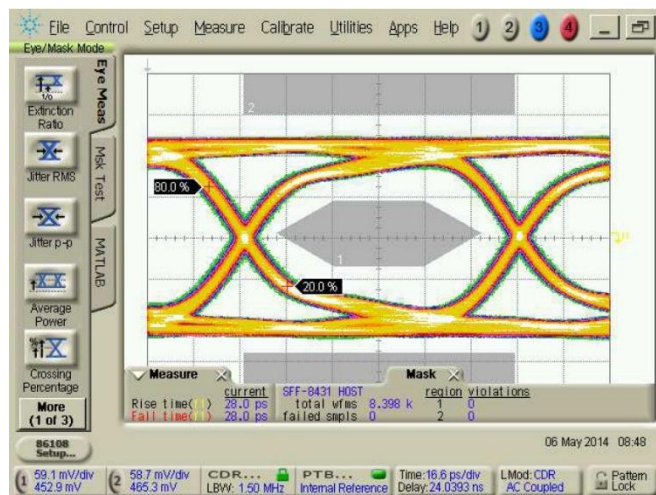 File Control Setup Measure Calibrate Utilities Apps Help 1 2 3 4
Eye/Mask Mode
Eye Meas
Msk Test
MATLAB
Extinction
Ratio
Jitter RMS
Jitter p-p
Average
Power
Crossing
Percentage
More
(1 of 3)
2
80.0 %
1
20.0 %
Measure X
Mask X
current
Rise time( ) 28.0 ps
Fall time( ) 28.0 ps
SFF-8431 HOST region violations
total wfms 8.398 k 1 0
failed smpls 0 2 0
86108
Setup...
06 May 2014 08:48
1 59.1 mV/div
452.9 mV
2 58.7 mV/div
465.3 mV
CDR...
LBW: 1.50 MHz
PTB...
Internal Reference
Time:16.6 ps/div
Delay:24.0393 ns
LMod: CDR
AC Coupled
Pattern
Lock